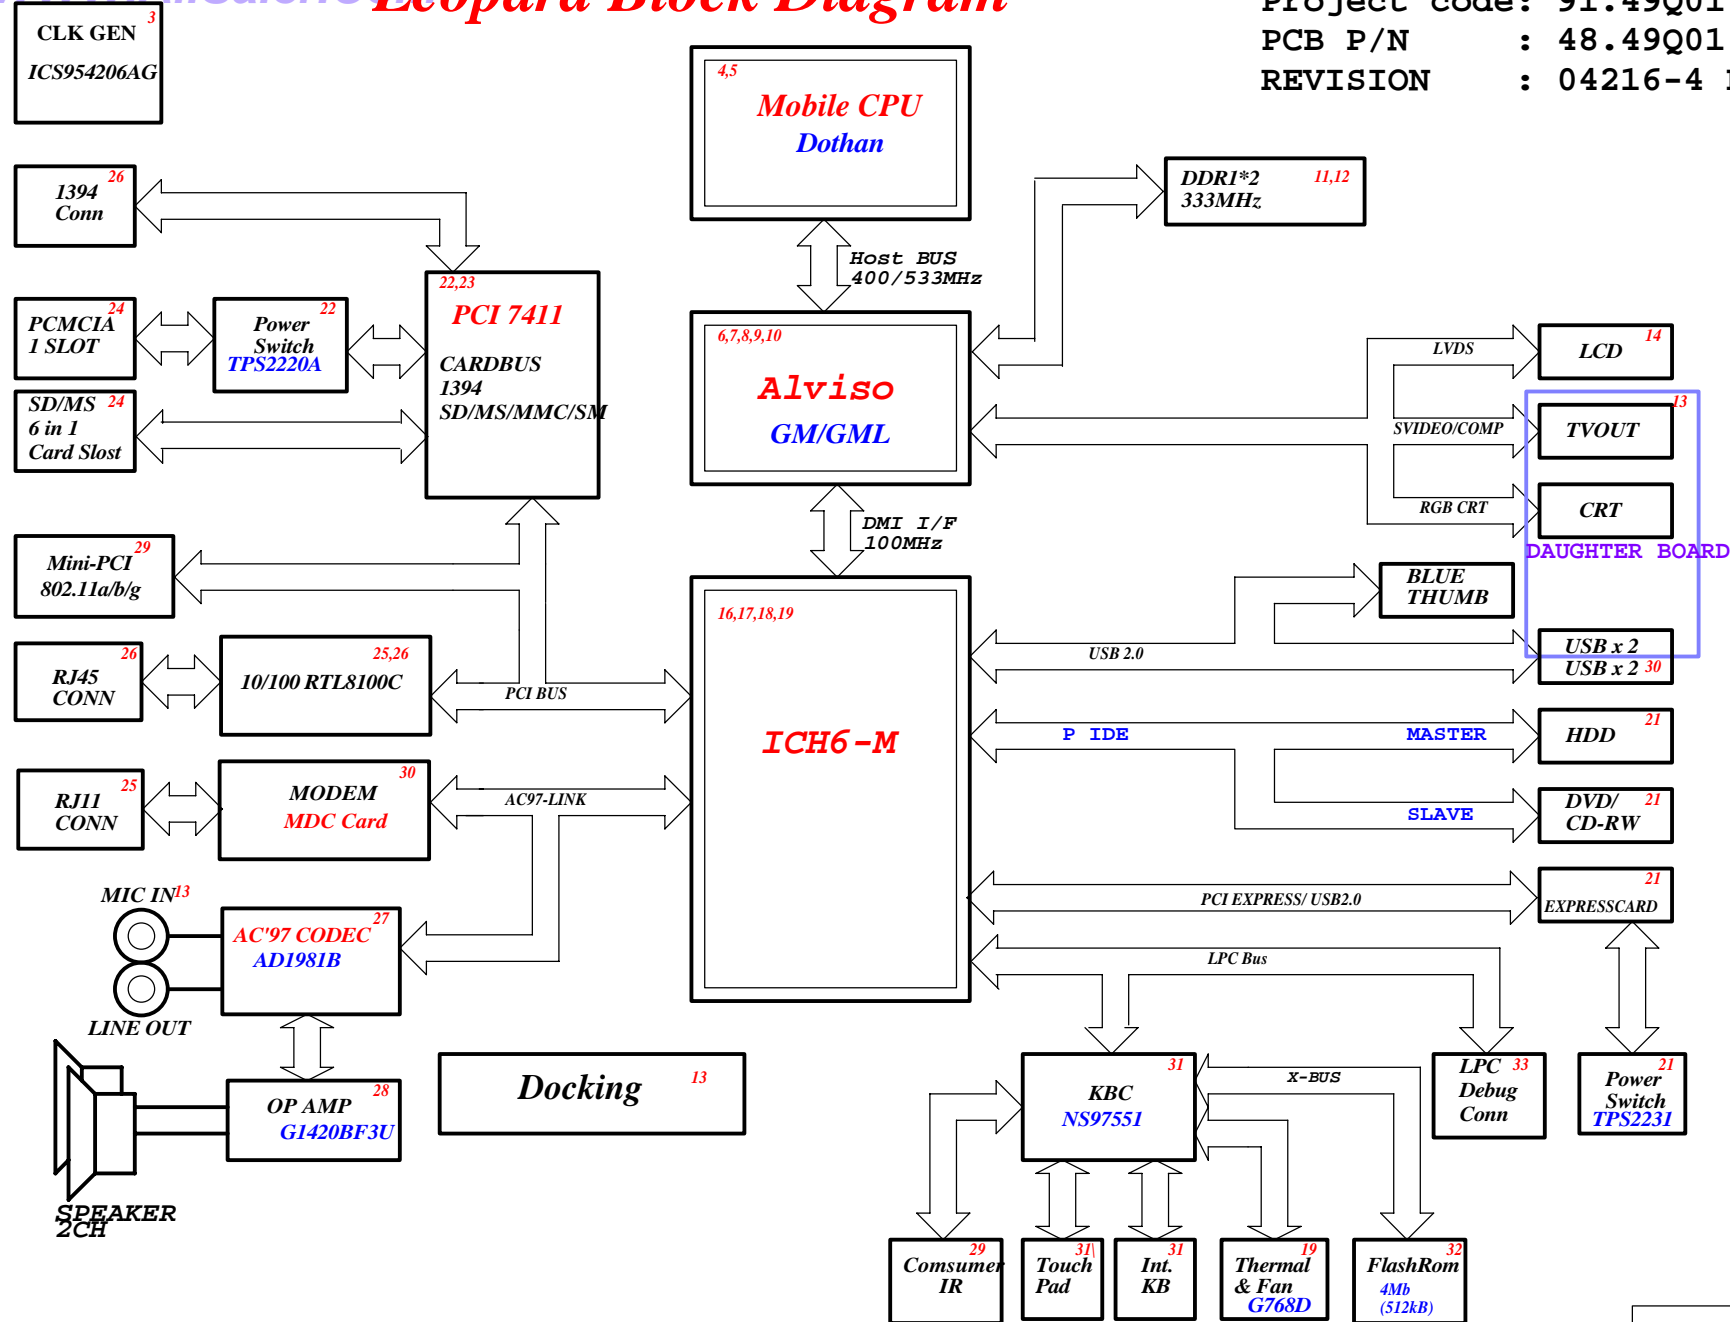 Leopard Block Diagram
Project code: 91.49Q01
PCB P/N : 48.49Q01
REVISION : 04216-4
3
CLK GEN
ICS954206AG
4,5
Mobile CPU
Dothan
26
1394
Conn
DDR1*2 11,12
333MHz
Host BUS
400/533MHz
22,23
PCI 7411
CARDBUS
1394
SD/MS/MMC/SM
24
PCMCIA
1 SLOT
22
Power
Switch
TPS2220A
SD/MS 24
6 in 1
Card Slost
6,7,8,9,10
Alviso
GM/GML
LVDS
14
LCD
13
SVIDEO/COMP
TVOUT
RGB CRT
CRT
DAUGHTER BOARD
DMI I/F
100MHz
29
Mini-PCI
802.11a/b/g
BLUE
THUMB
16,17,18,19
ICH6-M
USB 2.0
USB x 2
USB x 2 30
26
RJ45
CONN
25,26
10/100 RTL8100C
PCI BUS
P IDE
MASTER
21
HDD
SLAVE
DVD/ 21
CD-RW
25
RJ11
CONN
30
MODEM
MDC Card
AC97-LINK
PCI EXPRESS/ USB2.0
21
EXPRESSCARD
MIC IN 13
27
AC'97 CODEC
AD1981B
LINE OUT
LPC Bus
Docking 13
28
OP AMP
G1420BF3U
SPEAKER
2CH
31
KBC
NS97551
X-BUS
LPC 33
Debug
Conn
21
Power
Switch
TPS2231
29
Comsumer
IR
31\
Touch
Pad
31
Int.
KB
19
Thermal
& Fan
G768D
32
FlashRom
4Mb
(512kB)